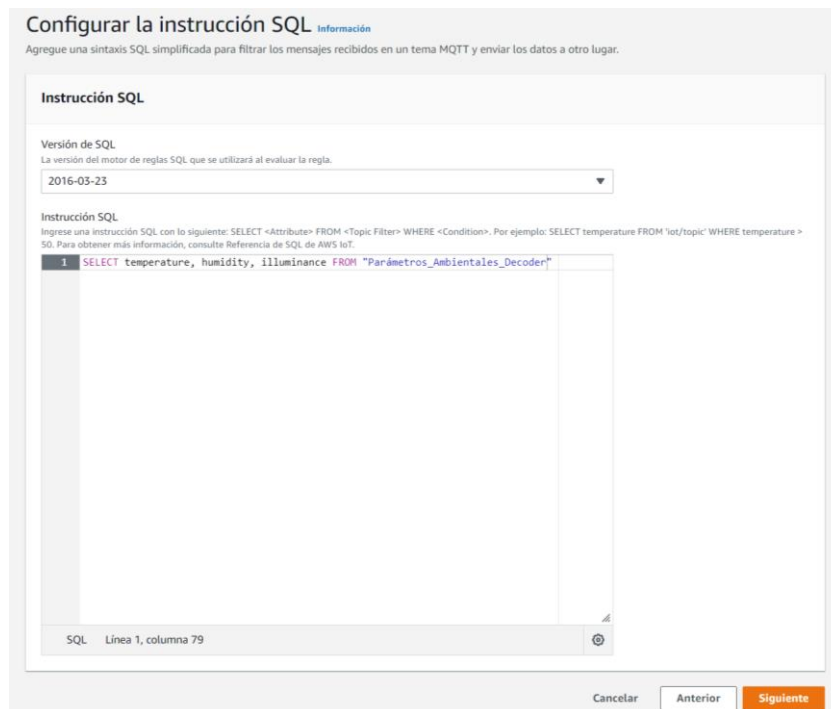 Configurar la instrucción SQL Información
Agregue una sintaxis SQL simplificada para filtrar los mensajes recibidos en un tema MQTT y enviar los datos a otro lugar.
Instrucción SQL
Versión de SQL
La versión del motor de reglas SQL que se utilizará al evaluar la regla.
2016-03-23
Instrucción SQL
Ingrese una instrucción SQL con lo siguiente: SELECT <Attribute> FROM <Topic Filter> WHERE <Condition>. Por ejemplo: SELECT temperature FROM 'iot/topic' WHERE temperature >
50. Para obtener más información, consulte Referencia de SQL de AWS IoT.
1 SELECT temperature, humidity, illuminance FROM "Parámetros_Ambientales_Decoder"
SQL Línea 1, columna 79
Cancelar Anterior Siguiente